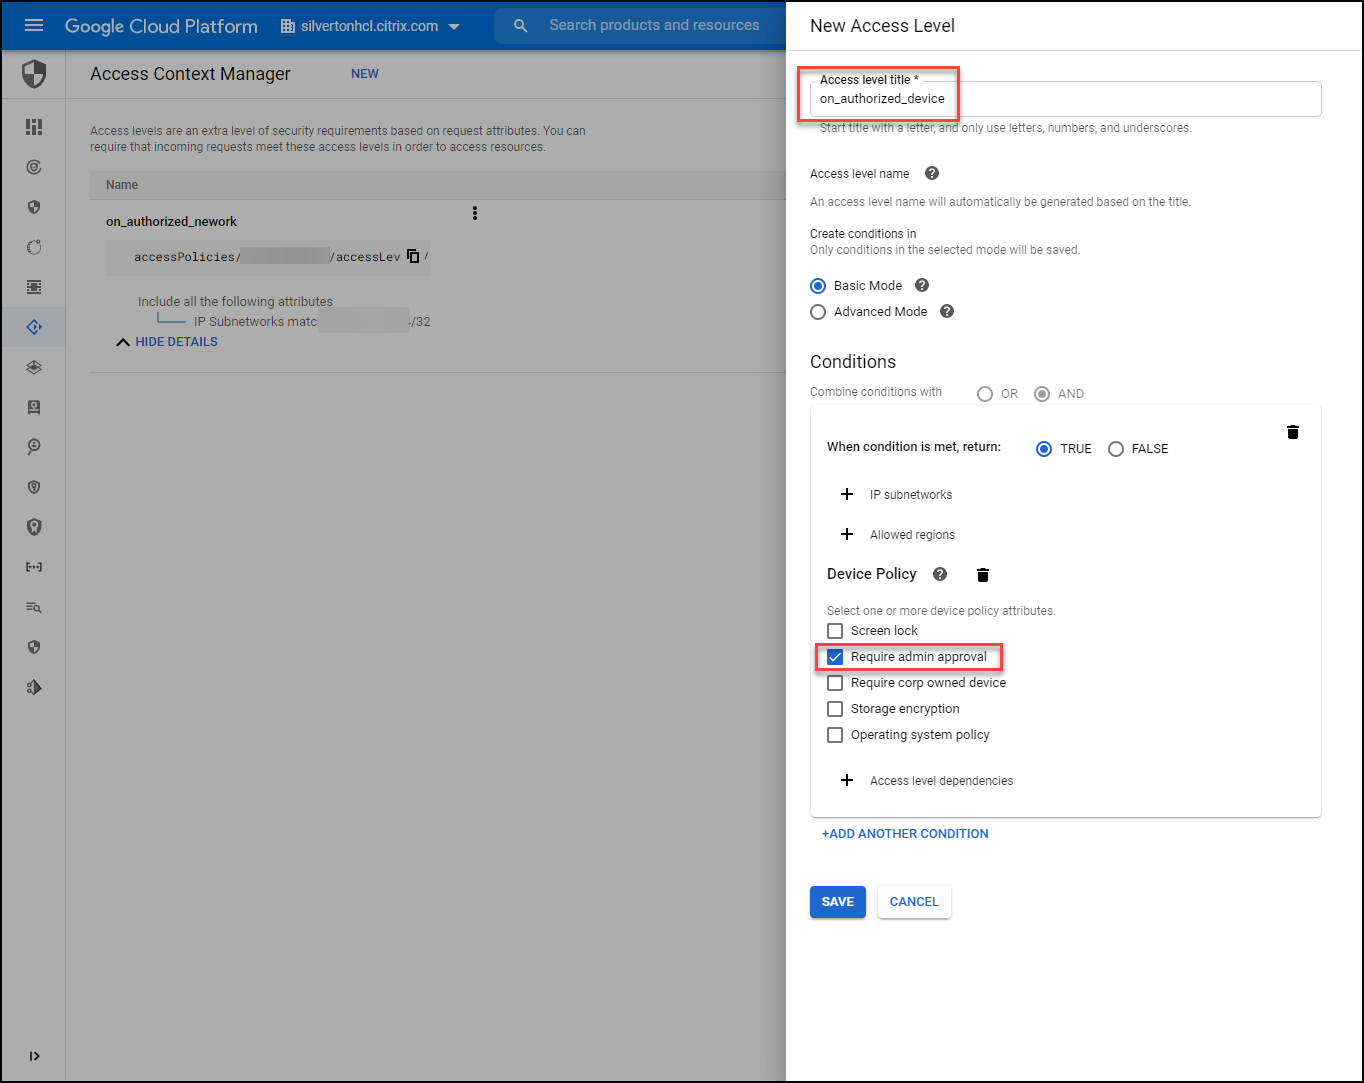 Google Cloud Platform
silvertonhcl.citrix.com
Search products and resources
Access Context Manager
NEW
Access levels are an extra level of security requirements based on request attributes. You can
require that incoming requests meet these access levels in order to access resources.
Name
on_authorized_nework
accessPolicies/ /accessLev /
Include all the following attributes
IP Subnetworks matc /32
HIDE DETAILS
New Access Level
Access level title *
on_authorized_device
Start title with a letter, and only use letters, numbers, and underscores.
Access level name
An access level name will automatically be generated based on the title.
Create conditions in
Only conditions in the selected mode will be saved.
Basic Mode
Advanced Mode
Conditions
Combine conditions with OR AND
When condition is met, return: TRUE FALSE
+ IP subnetworks
+ Allowed regions
Device Policy
Select one or more device policy attributes.
Screen lock
Require admin approval
Require corp owned device
Storage encryption
Operating system policy
+ Access level dependencies
+ADD ANOTHER CONDITION
SAVE CANCEL